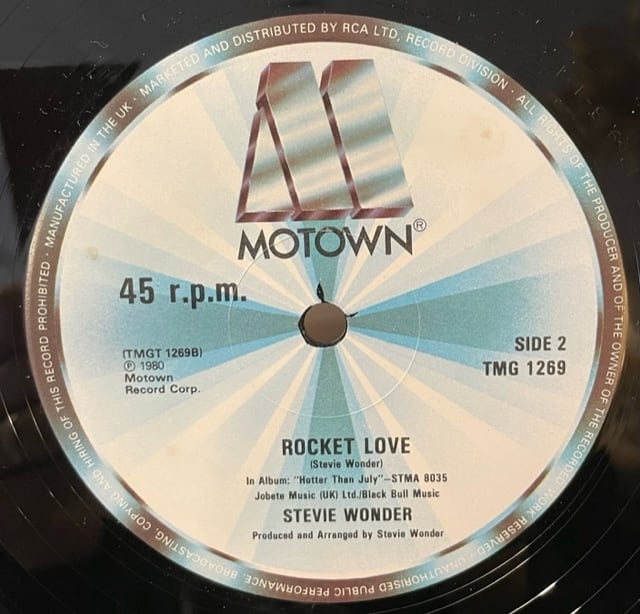 MANUFACTURED IN THE UK · MARKETED AND DISTRIBUTED BY RCA LTD, RECORD DIVISION · ALL RIGHTS OF THE PRODUCER AND OF THE OWNER OF THE RECORDED WORK RESERVED · UNAUTHORISED PUBLIC PERFORMANCE, BROADCASTING, COPYING AND HIRING OF THIS RECORD PROHIBITED ·
M
MOTOWN®
45 r.p.m.
(TMGT 1269B)
℗ 1980
Motown
Record Corp.
SIDE 2
TMG 1269
ROCKET LOVE
(Stevie Wonder)
In Album: "Hotter Than July"–STMA 8035
Jobete Music (UK) Ltd./Black Bull Music
STEVIE WONDER
Produced and Arranged by Stevie Wonder